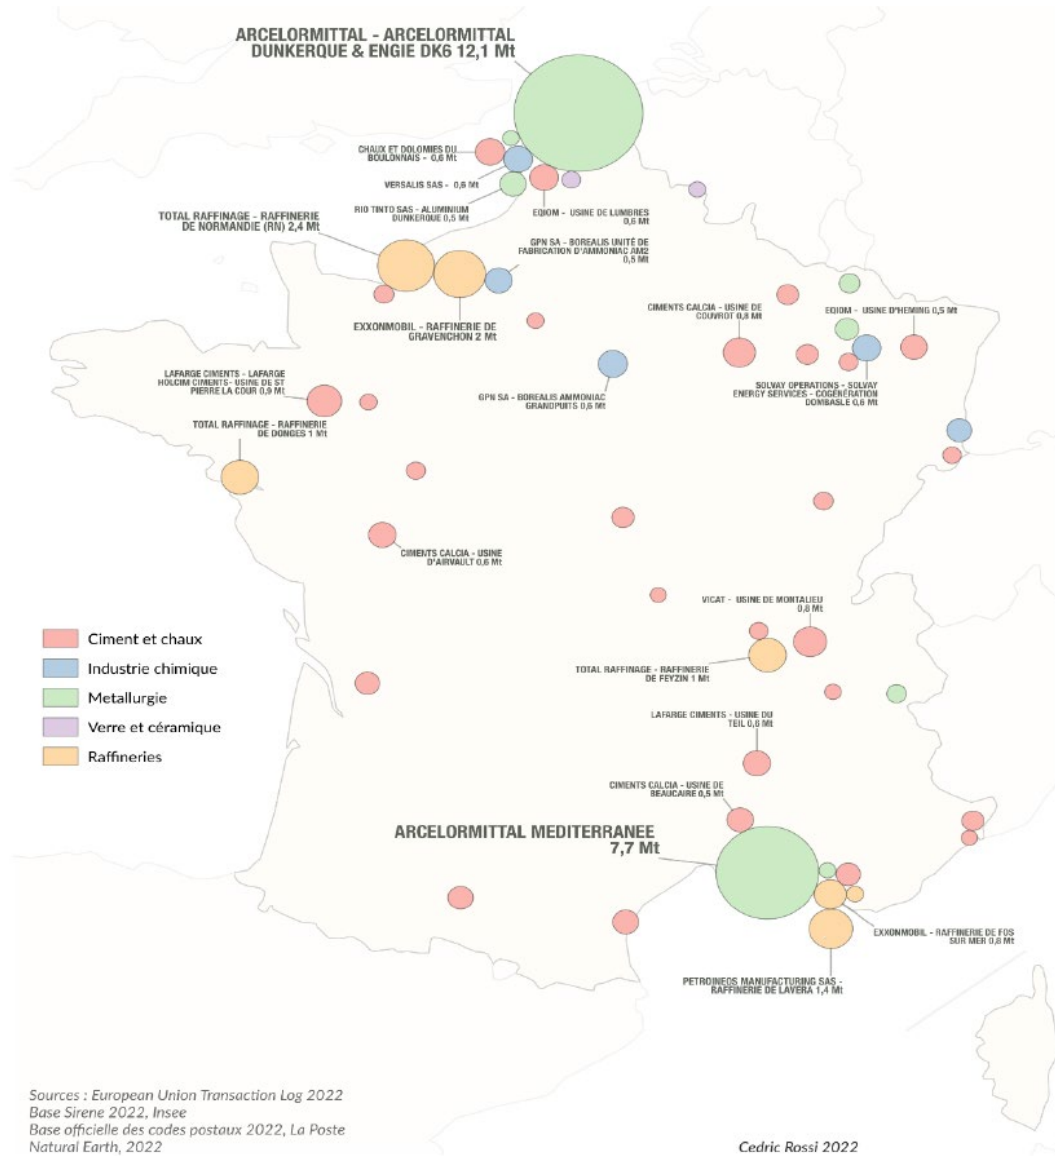 ARCELORMITTAL - ARCELORMITTAL
DUNKERQUE & ENGIE DK6 12,1 Mt
CHAUX ET DOLOMIES DU
BOULONNAIS - 0,6 Mt
VERSALIS SAS - 0,6 Mt
RIO TINTO SAS - ALUMINIUM
DUNKERQUE 0,5 Mt
EQIOM - USINE DE LUMBRES
0,6 Mt
TOTAL RAFFINAGE - RAFFINERIE
DE NORMANDIE (RN) 2,4 Mt
GPN SA - BOREALIS UNITÉ DE
FABRICATION D'AMMONIAC AM2
0,5 Mt
EXXONMOBIL - RAFFINERIE DE
GRAVENCHON 2 Mt
CIMENTS CALCIA - USINE DE
COUVROT 0,8 Mt
EQIOM - USINE D'HEMING 0,5 Mt
LAFARGE CIMENTS - LAFARGE
HOLCIM CIMENTS- USINE DE ST
PIERRE LA COUR 0,9 Mt
GPN SA - BOREALIS AMMONIAC
GRANDPUITS 0,6 Mt
SOLVAY OPERATIONS - SOLVAY
ENERGY SERVICES - COGÉNÉRATION
DOMBASLE 0,6 Mt
TOTAL RAFFINAGE - RAFFINERIE
DE DONGES 1 Mt
CIMENTS CALCIA - USINE
D'AIRVAULT 0,6 Mt
VICAT - USINE DE MONTALIEU
0,8 Mt
Ciment et chaux
Industrie chimique
Metallurgie
Verre et céramique
Raffineries
TOTAL RAFFINAGE - RAFFINERIE
DE FEYZIN 1 Mt
LAFARGE CIMENTS - USINE DU
TEIL 0,6 Mt
CIMENTS CALCIA - USINE DE
BEAUCAIRE 0,5 Mt
ARCELORMITTAL MEDITERRANEE
7,7 Mt
EXXONMOBIL - RAFFINERIE DE FOS
SUR MER 0,8 Mt
PETROINEOS MANUFACTURING SAS -
RAFFINERIE DE LAVERA 1,4 Mt
Sources : European Union Transaction Log 2022
Base Sirene 2022, Insee
Base officielle des codes postaux 2022, La Poste
Natural Earth, 2022
Cedric Rossi 2022